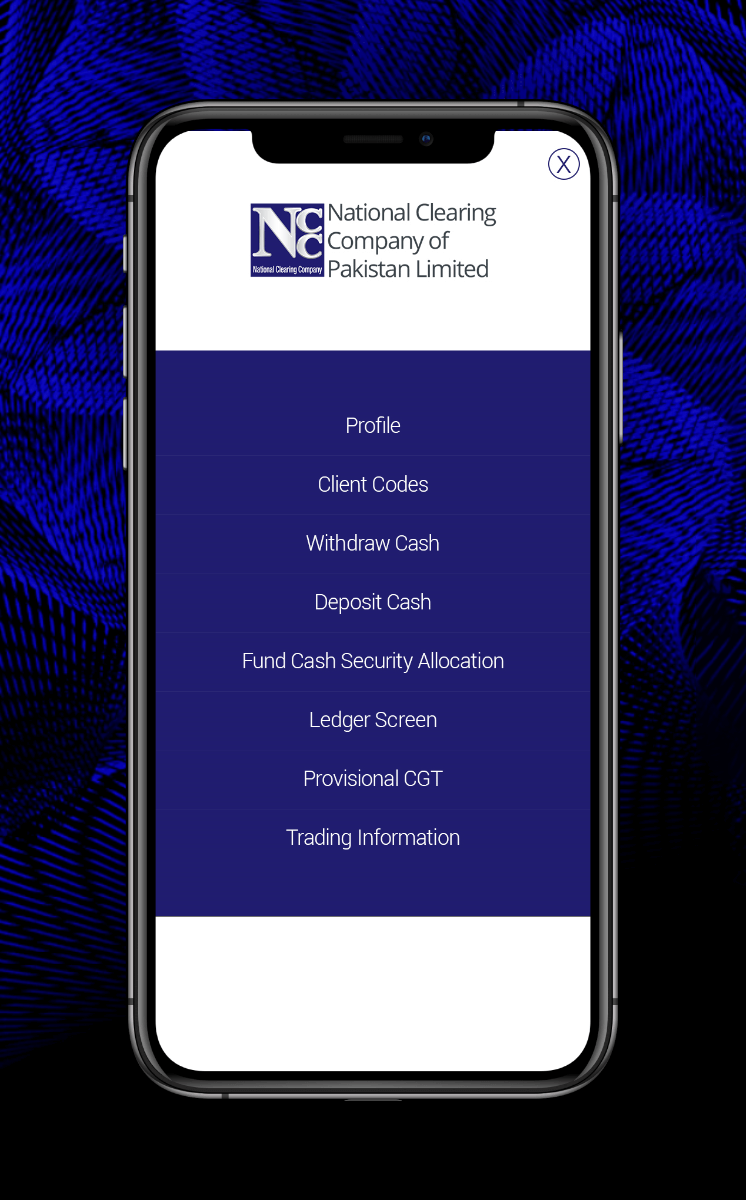 X
NCC
National Clearing Company
National Clearing
Company of
Pakistan Limited
Profile
Client Codes
Withdraw Cash
Deposit Cash
Fund Cash Security Allocation
Ledger Screen
Provisional CGT
Trading Information